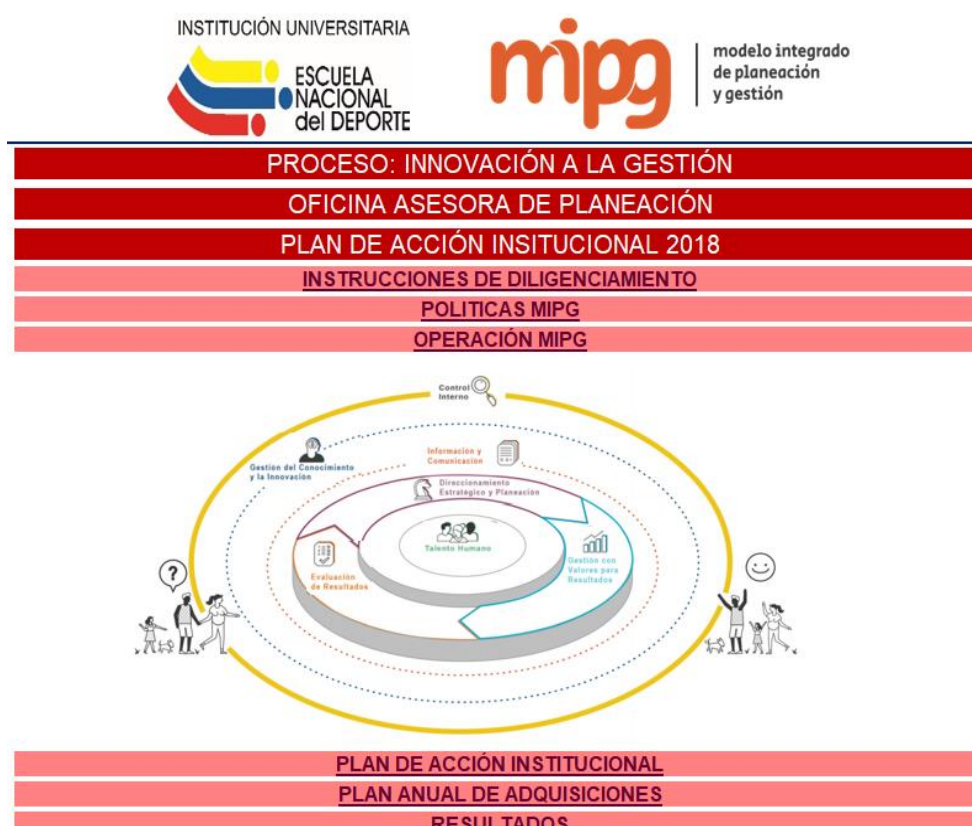 INSTITUCIÓN UNIVERSITARIA
ESCUELA
NACIONAL
del DEPORTE
mipg
modelo integrado
de planeación
y gestión
PROCESO: INNOVACIÓN A LA GESTIÓN
OFICINA ASESORA DE PLANEACIÓN
PLAN DE ACCIÓN INSITUCIONAL 2018
INSTRUCCIONES DE DILIGENCIAMIENTO
POLITICAS MIPG
OPERACIÓN MIPG
Control
Interno
Gestión del Conocimiento
y la Innovación
Información y
Comunicación
Direccionamiento
Estratégico y Planeación
Talento Humano
Gestión con
Valores para
Resultados
Evaluación
de Resultados
?
PLAN DE ACCIÓN INSTITUCIONAL
PLAN ANUAL DE ADQUISICIONES
RESULTADOS